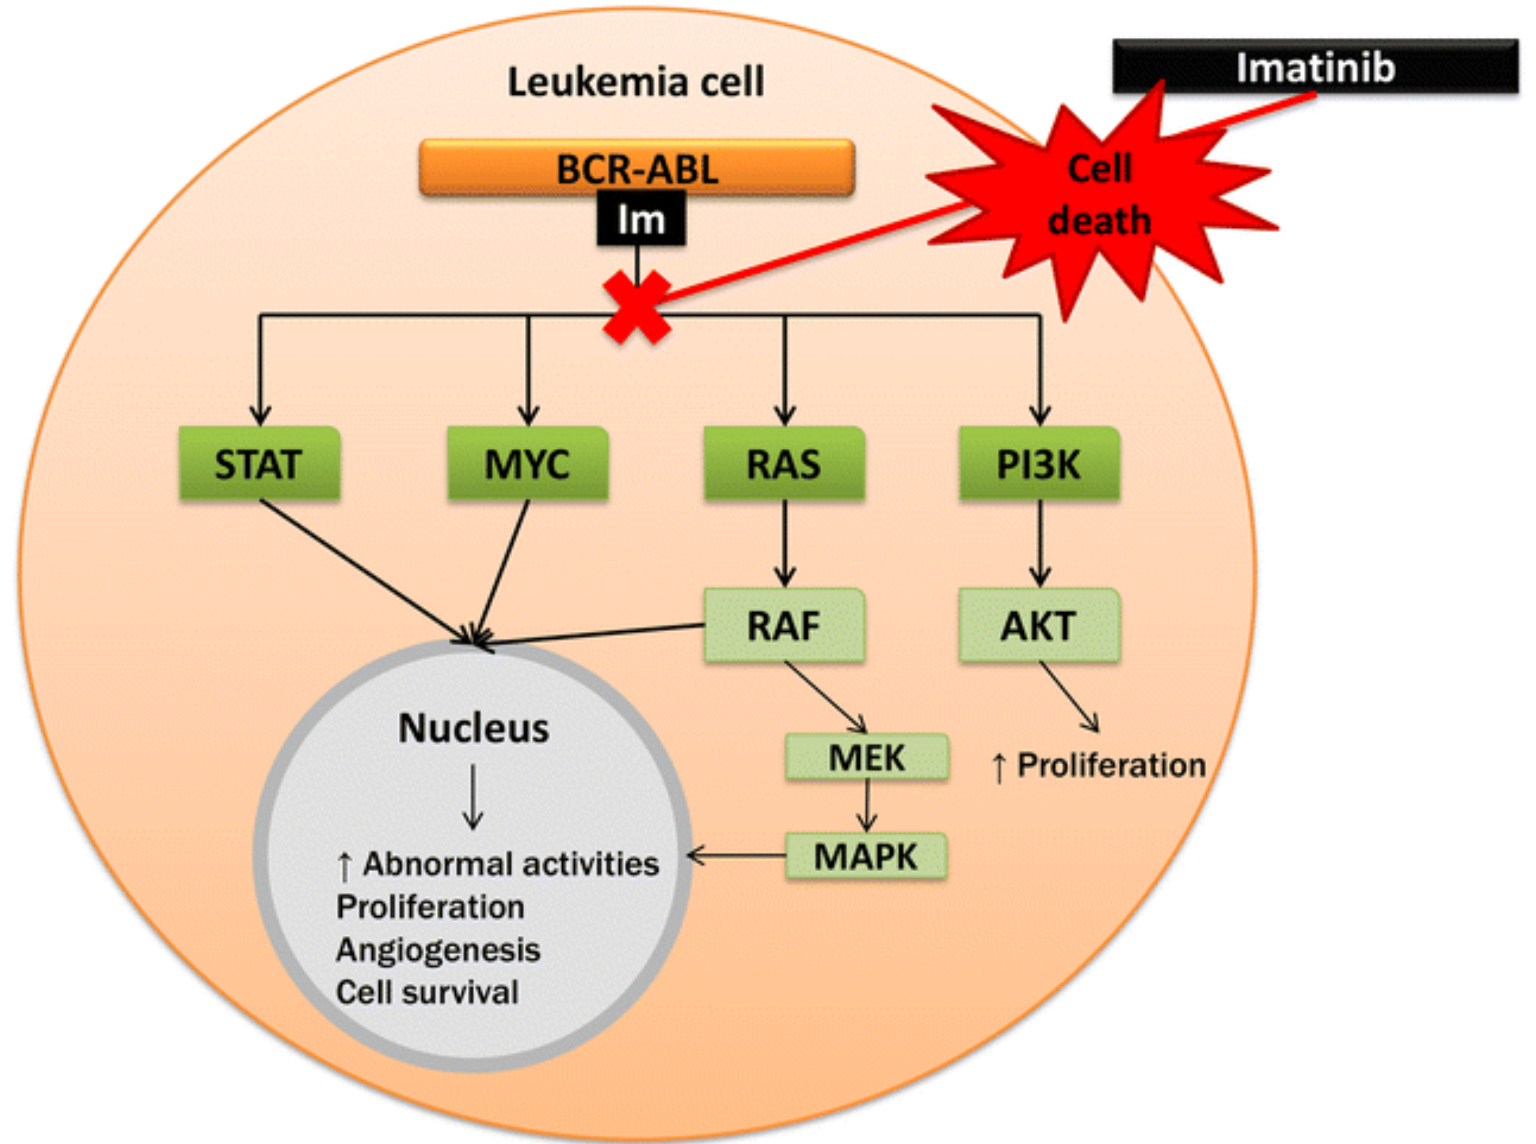 Imatinib
Leukemia cell
BCR-ABL
Im
Cell
death
STAT
MYC
RAS
PI3K
RAF
AKT
Nucleus
MEK
↑ Proliferation
MAPK
↑ Abnormal activities
Proliferation
Angiogenesis
Cell survival